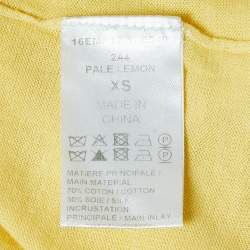 244
PALE LEMON
XS
MADE IN
CHINA
MATIERE PRINCIPALE /
MAIN MATERIAL
70% COTON / COTTON
30% SOIE / SILK
INCRUSTATION
PRINCIPALE / MAIN INLAY